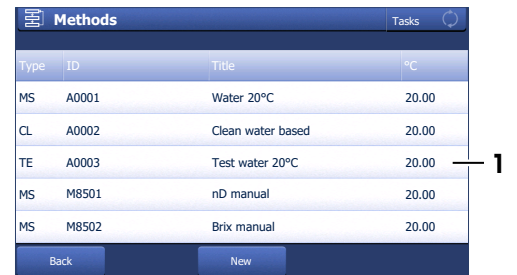 Methods Tasks
Type ID Title °C
MS A0001 Water 20°C 20.00
CL A0002 Clean water based 20.00
TE A0003 Test water 20°C 20.00 1
MS M8501 nD manual 20.00
MS M8502 Brix manual 20.00
Back New